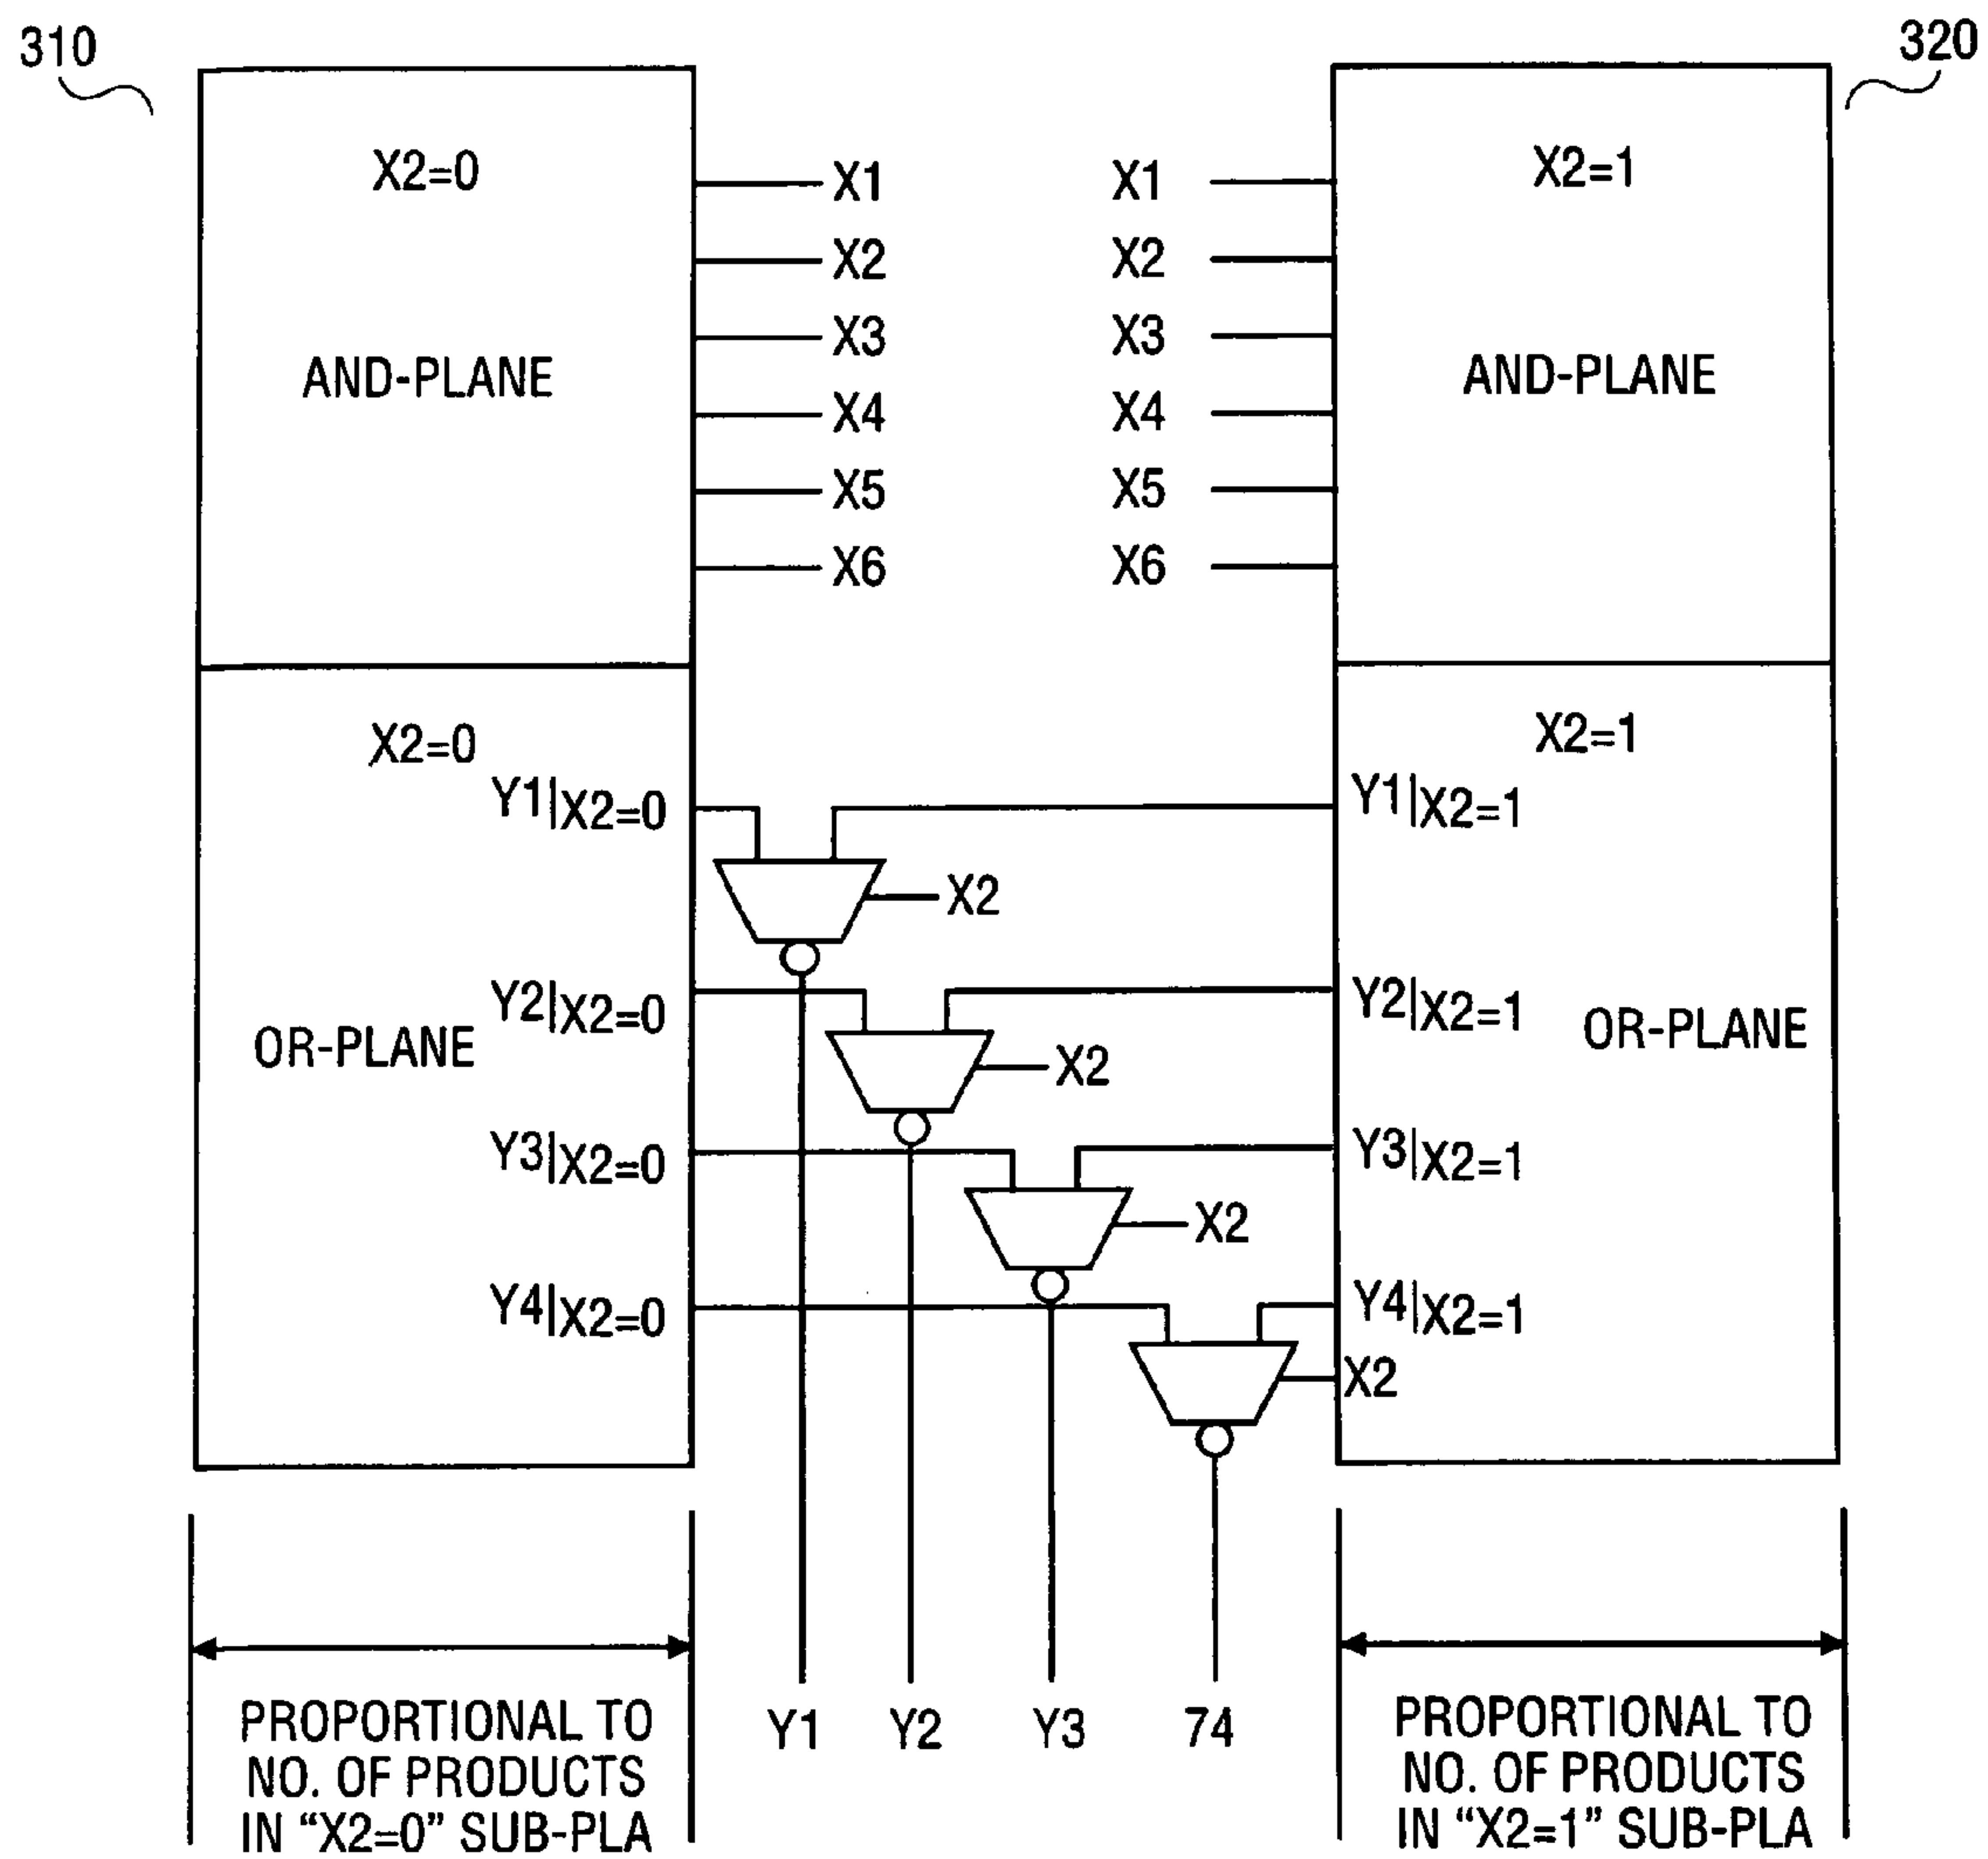 310
320
X2=0
X2=1
X1
X1
X2
X2
X3
X3
AND-PLANE
AND-PLANE
X4
X4
X5
X5
X6
X6
X2=0
X2=1
Y1|X2=0
Y1|X2=1
X2
Y2|X2=0
Y2|X2=1
OR-PLANE
OR-PLANE
X2
Y3|X2=0
Y3|X2=1
X2
Y4|X2=0
Y4|X2=1
X2
Y1
Y2
Y3
74
PROPORTIONAL TO
NO. OF PRODUCTS
IN “X2=0” SUB-PLA
PROPORTIONAL TO
NO. OF PRODUCTS
IN “X2=1” SUB-PLA